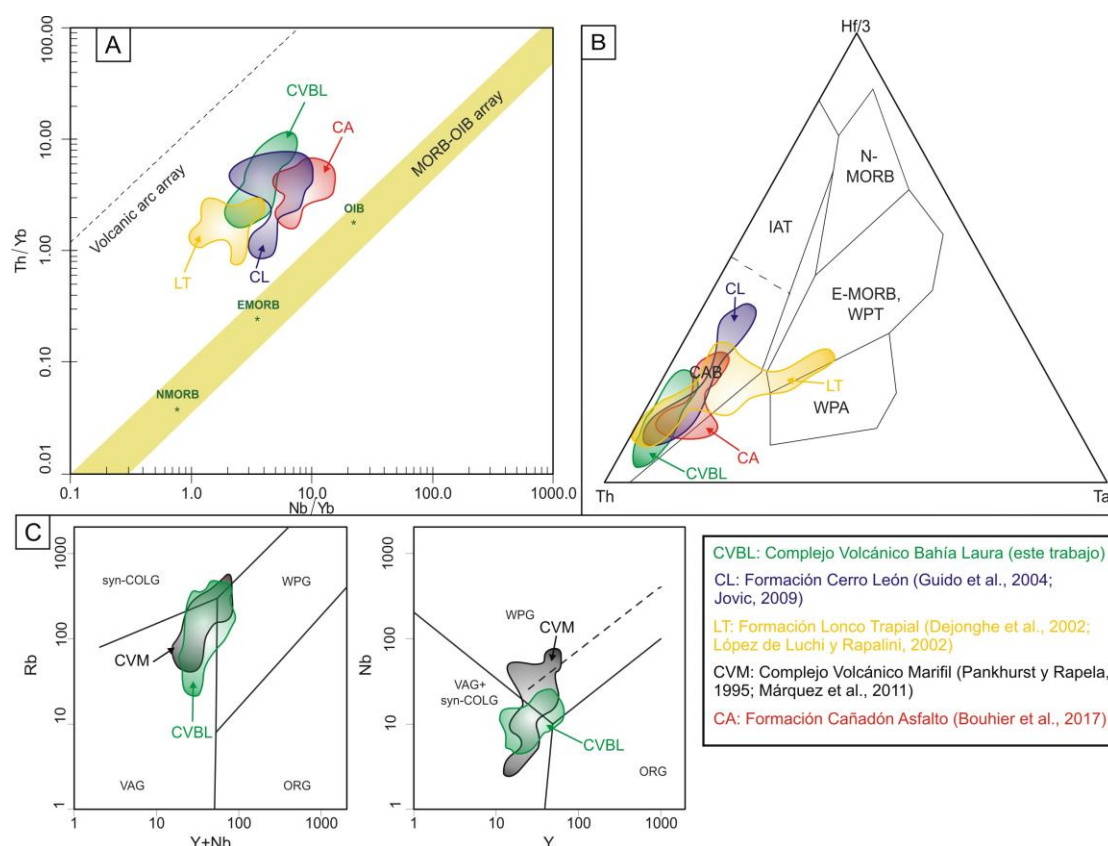 A
Th/Yb
100.00
10.00
1.00
0.10
0.01
0.1
1.0
10.0
100.0
1000.0
Nb/Yb
Volcanic arc array
MORB-OIB array
CVBL
CA
OIB
LT
CL
EMORB
*
NMORB
*
*
B
Hf/3
N-
MORB
IAT
CL
E-MORB,
WPT
CAB
LT
WPA
CA
CVBL
Th
Ta
C
Rb
1000
100
10
1
syn-COLG
WPG
CVM
CVBL
VAG
ORG
1
10
100
1000
Y+Nb
Nb
1000
100
10
1
WPG
CVM
VAG+
syn-COLG
CVBL
ORG
1
10
100
1000
Y
CVBL: Complejo Volcánico Bahía Laura (este trabajo)
CL: Formación Cerro León (Guido et al., 2004;
Jovic, 2009)
LT: Formación Lonco Trapial (Dejonghe et al., 2002;
López de Luchi y Rapalini, 2002)
CVM: Complejo Volcánico Marifil (Pankhurst y Rapela,
1995; Márquez et al., 2011)
CA: Formación Cañadón Asfalto (Bouhier et al., 2017)